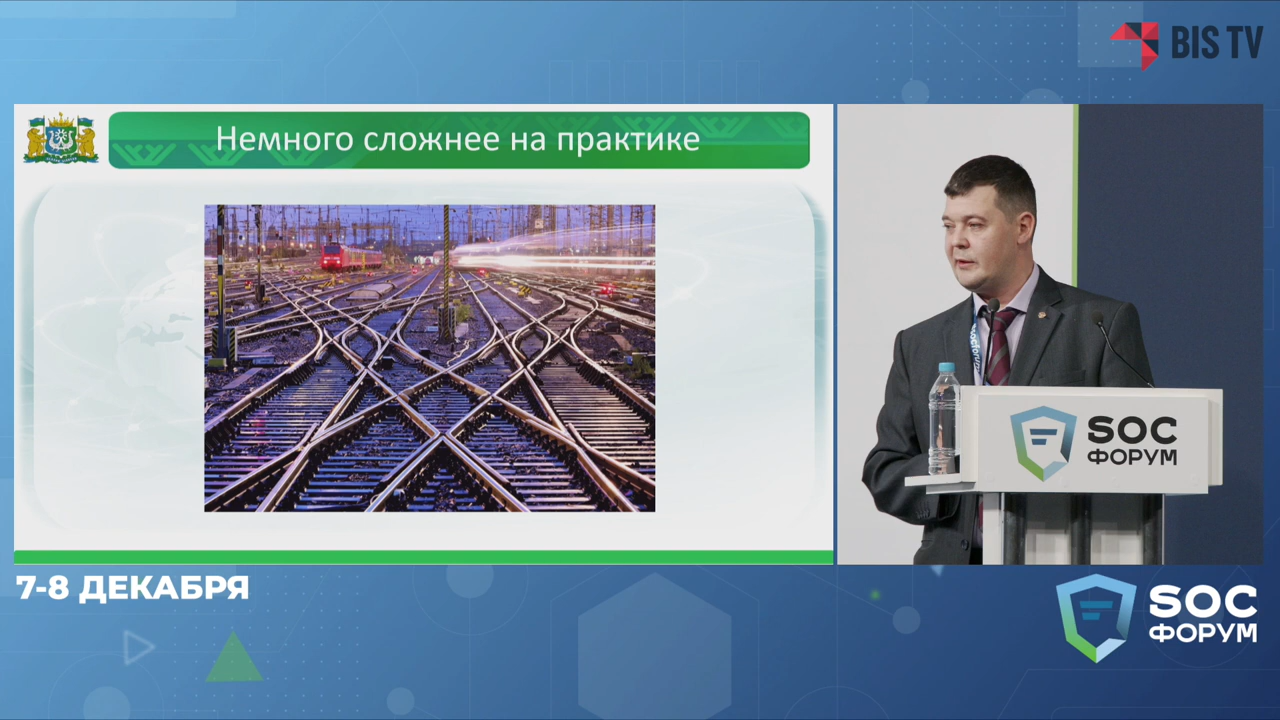 BIS TV
Немного сложнее на практике
SOC
ФОРУМ
7-8 ДЕКАБРЯ
SOC
ФОРУМ